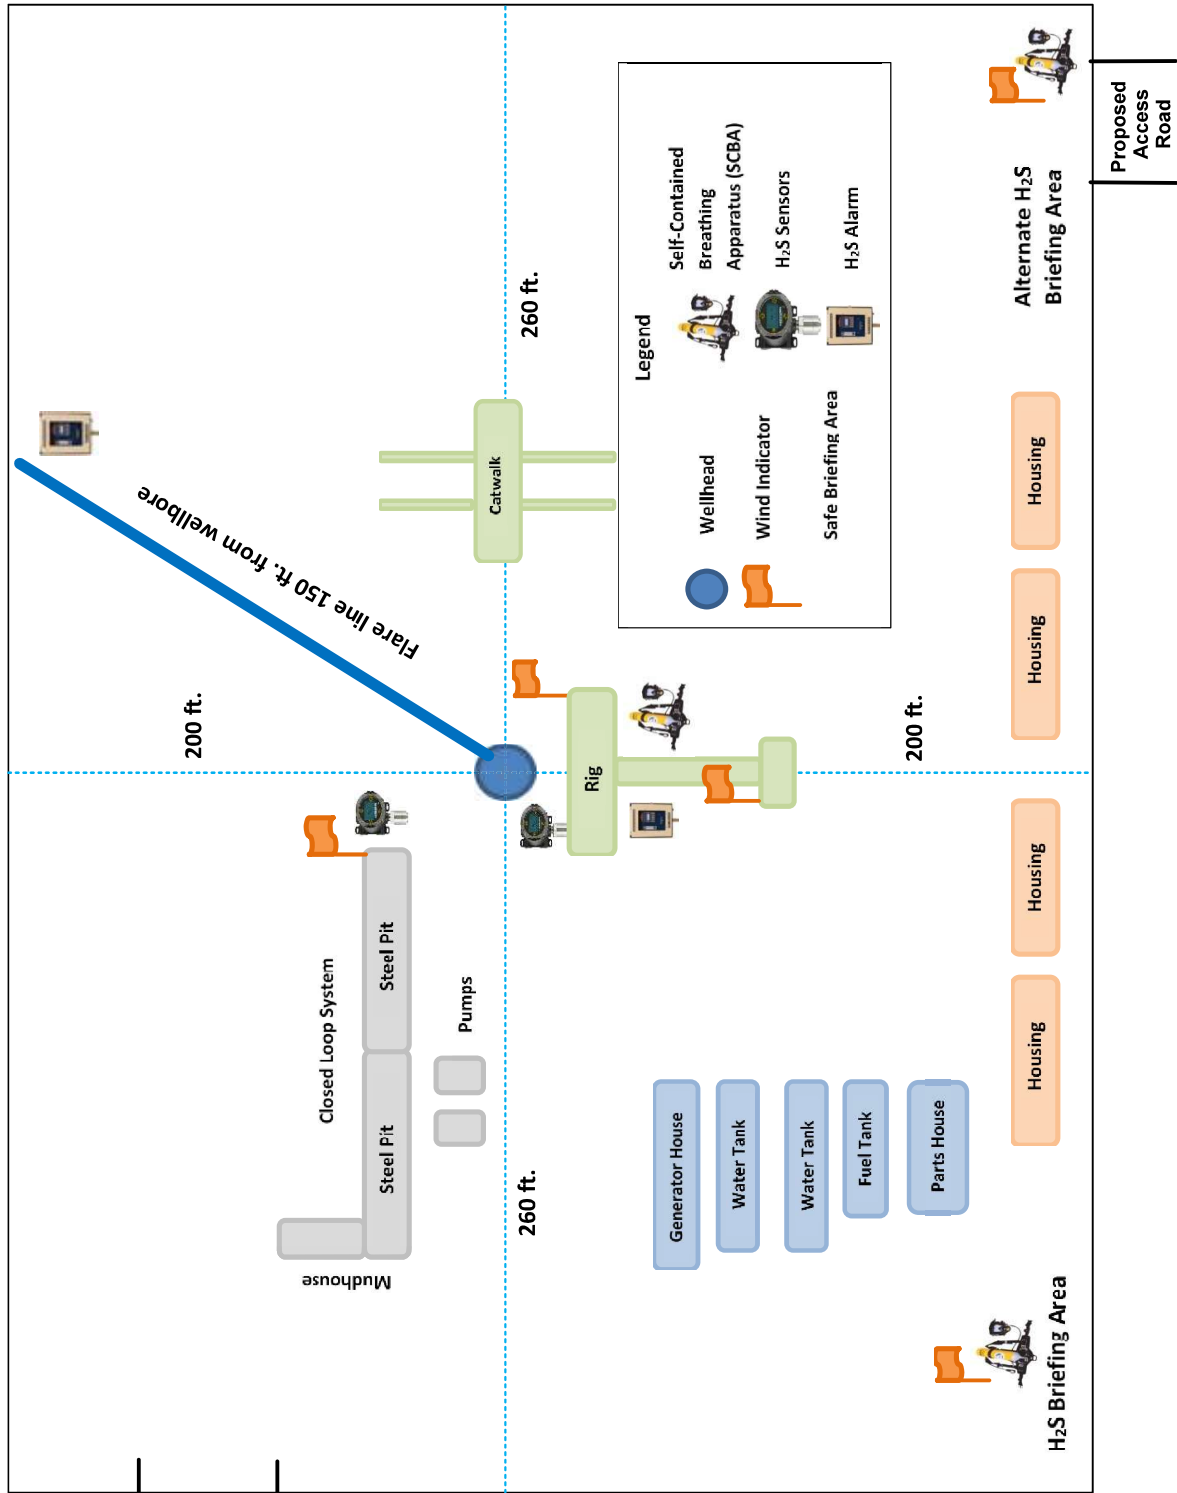 Proposed
Access
Road
260 ft.
Catwalk
Flare line 150 ft. from wellbore
200 ft.
200 ft.
Rig
Legend
Wellhead
Wind Indicator
Safe Briefing Area
Self-Contained
Breathing
Apparatus (SCBA)
H₂S Sensors
H₂S Alarm
Alternate H₂S
Briefing Area
Housing
Housing
Housing
Housing
Closed Loop System
Steel Pit
Steel Pit
Pumps
Mudhouse
260 ft.
Generator House
Water Tank
Water Tank
Fuel Tank
Parts House
H₂S Briefing Area